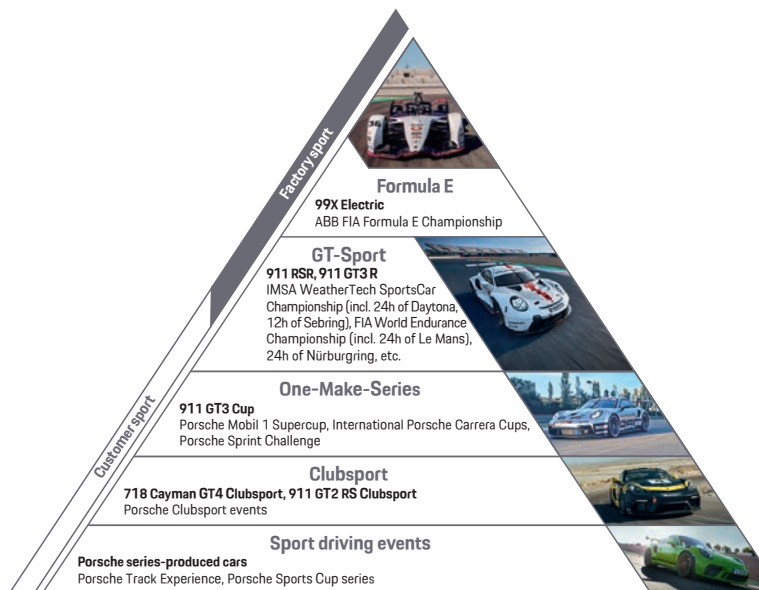 Factory sport
Formula E
99X Electric
ABB FIA Formula E Championship
GT-Sport
911 RSR, 911 GT3 R
IMSA WeatherTech SportsCar
Championship (incl. 24h of Daytona,
12h of Sebring), FIA World Endurance
Championship (incl. 24h of Le Mans),
24h of Nürburgring, etc.
Customer sport
One-Make-Series
911 GT3 Cup
Porsche Mobil 1 Supercup, International Porsche Carrera Cups,
Porsche Sprint Challenge
Clubsport
718 Cayman GT4 Clubsport, 911 GT2 RS Clubsport
Porsche Clubsport events
Sport driving events
Porsche series-produced cars
Porsche Track Experience, Porsche Sports Cup series